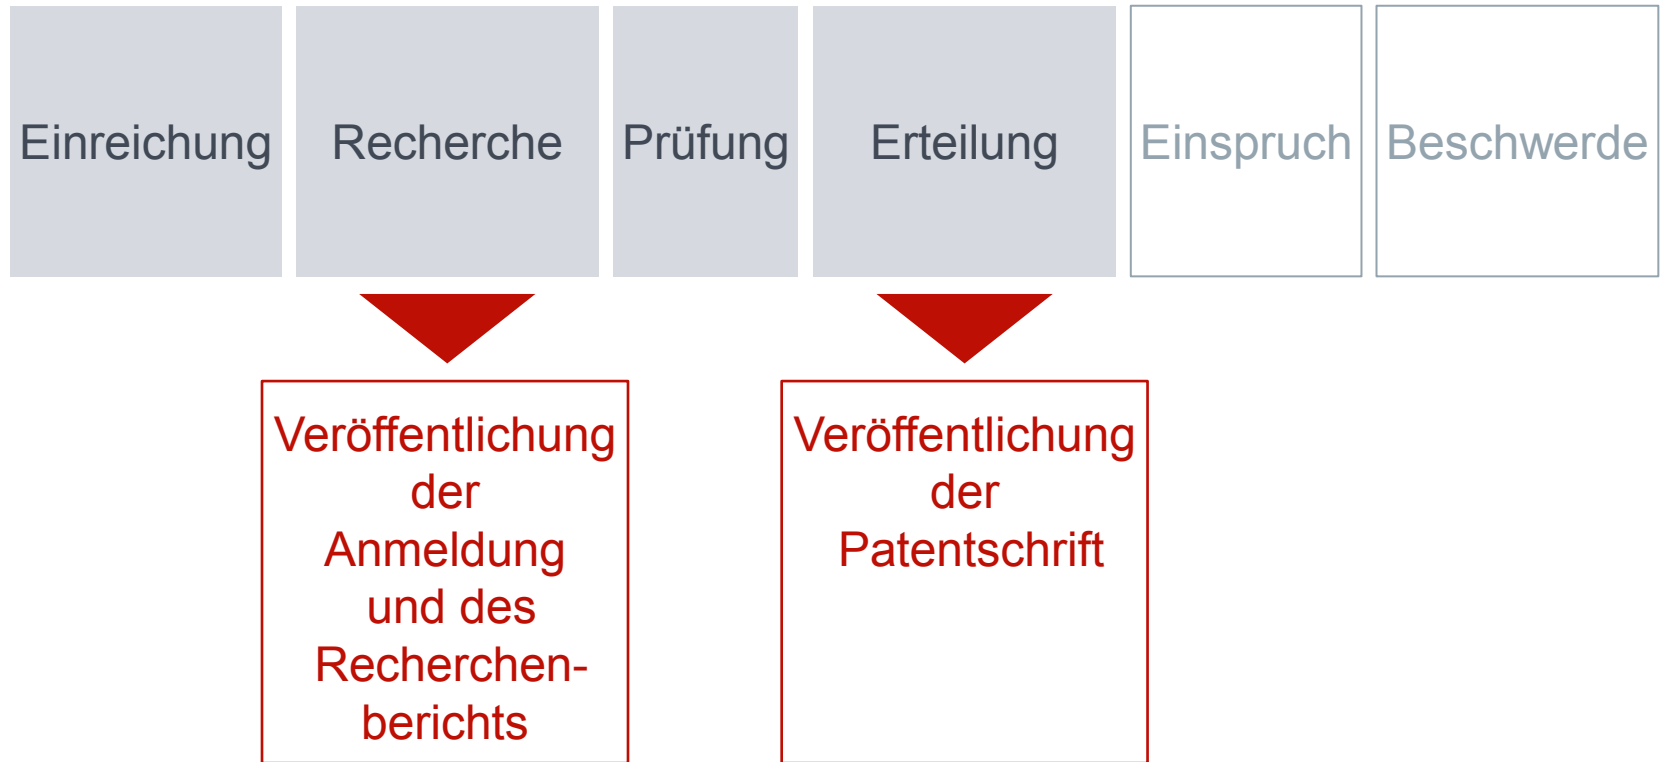 Einreichung
Recherche
Prüfung
Erteilung
Einspruch
Beschwerde
Veröffentlichung
der
Anmeldung
und des
Recherchen-
berichts
Veröffentlichung
der
Patentschrift